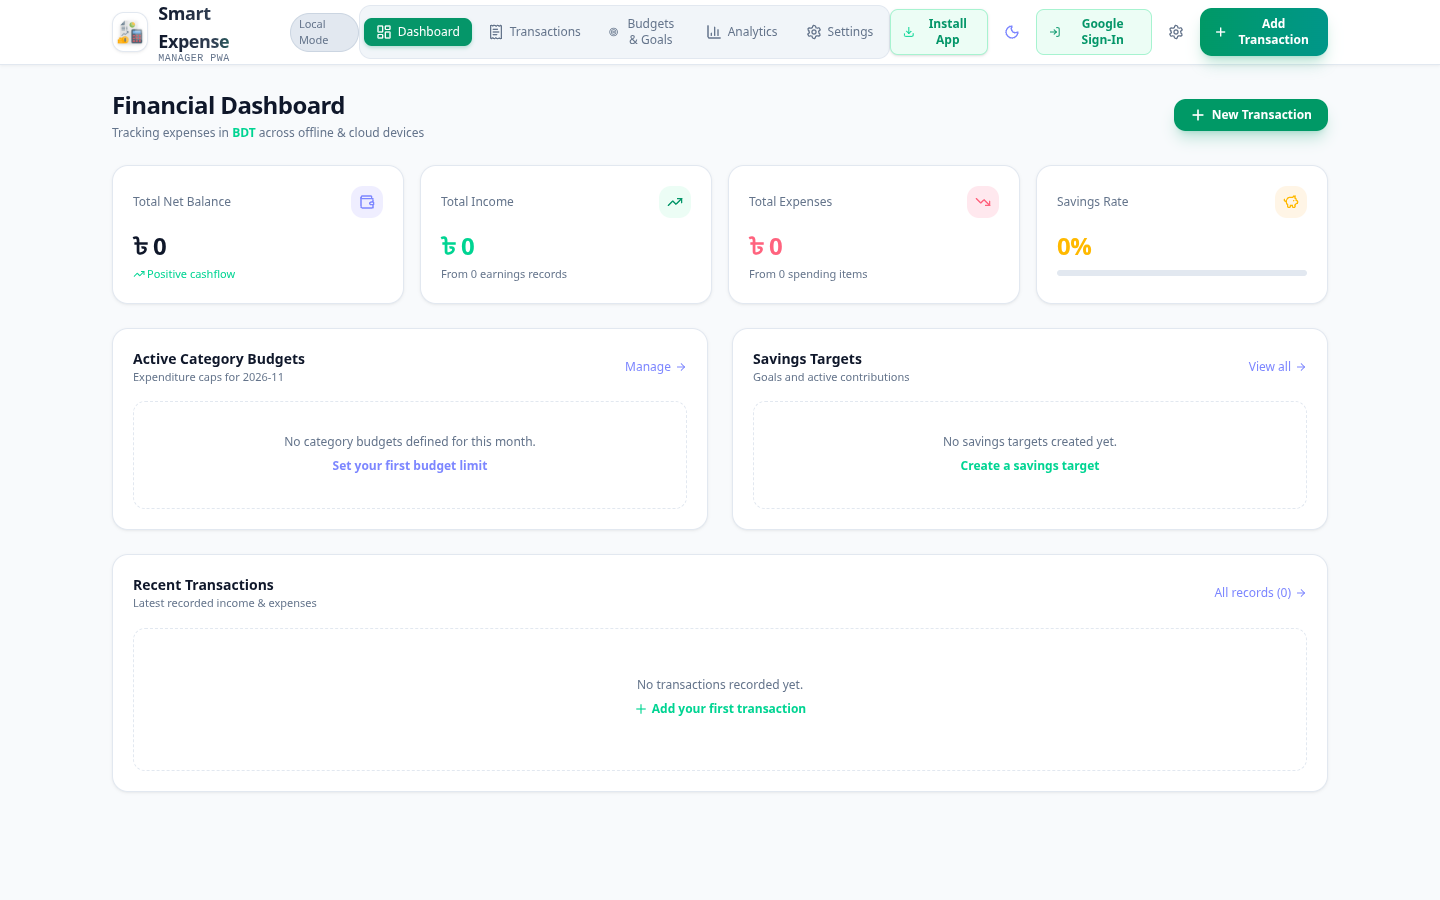 Smart
Expense
MANAGER PWA
Local
Mode
Dashboard
Transactions
Budgets
& Goals
Analytics
Settings
Install
App
Google
Sign-In
Add
Transaction
Financial Dashboard
Tracking expenses in BDT across offline & cloud devices
New Transaction
Total Net Balance
৳ 0
Positive cashflow
Total Income
৳ 0
From 0 earnings records
Total Expenses
৳ 0
From 0 spending items
Savings Rate
0%
Active Category Budgets
Expenditure caps for 2026-11
Manage →
No category budgets defined for this month.
Set your first budget limit
Savings Targets
Goals and active contributions
View all →
No savings targets created yet.
Create a savings target
Recent Transactions
Latest recorded income & expenses
All records (0) →
No transactions recorded yet.
Add your first transaction